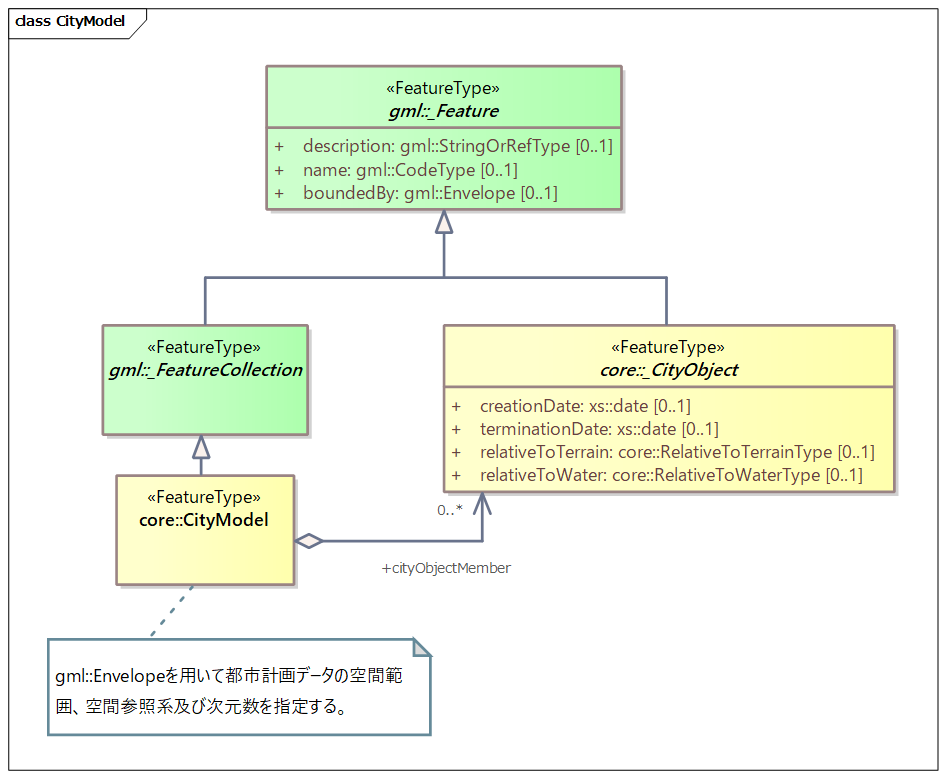 class CityModel
«FeatureType»
gml::_Feature
+ description: gml::StringOrRefType [0..1]
+ name: gml::CodeType [0..1]
+ boundedBy: gml::Envelope [0..1]
«FeatureType»
gml::_FeatureCollection
«FeatureType»
core::_CityObject
+ creationDate: xs::date [0..1]
+ terminationDate: xs::date [0..1]
+ relativeToTerrain: core::RelativeToTerrainType [0..1]
+ relativeToWater: core::RelativeToWaterType [0..1]
«FeatureType»
core::CityModel
0..*
+cityObjectMember
gml::Envelopeを用いて都市計画データの空間範
囲、空間参照系及び次元数を指定する。